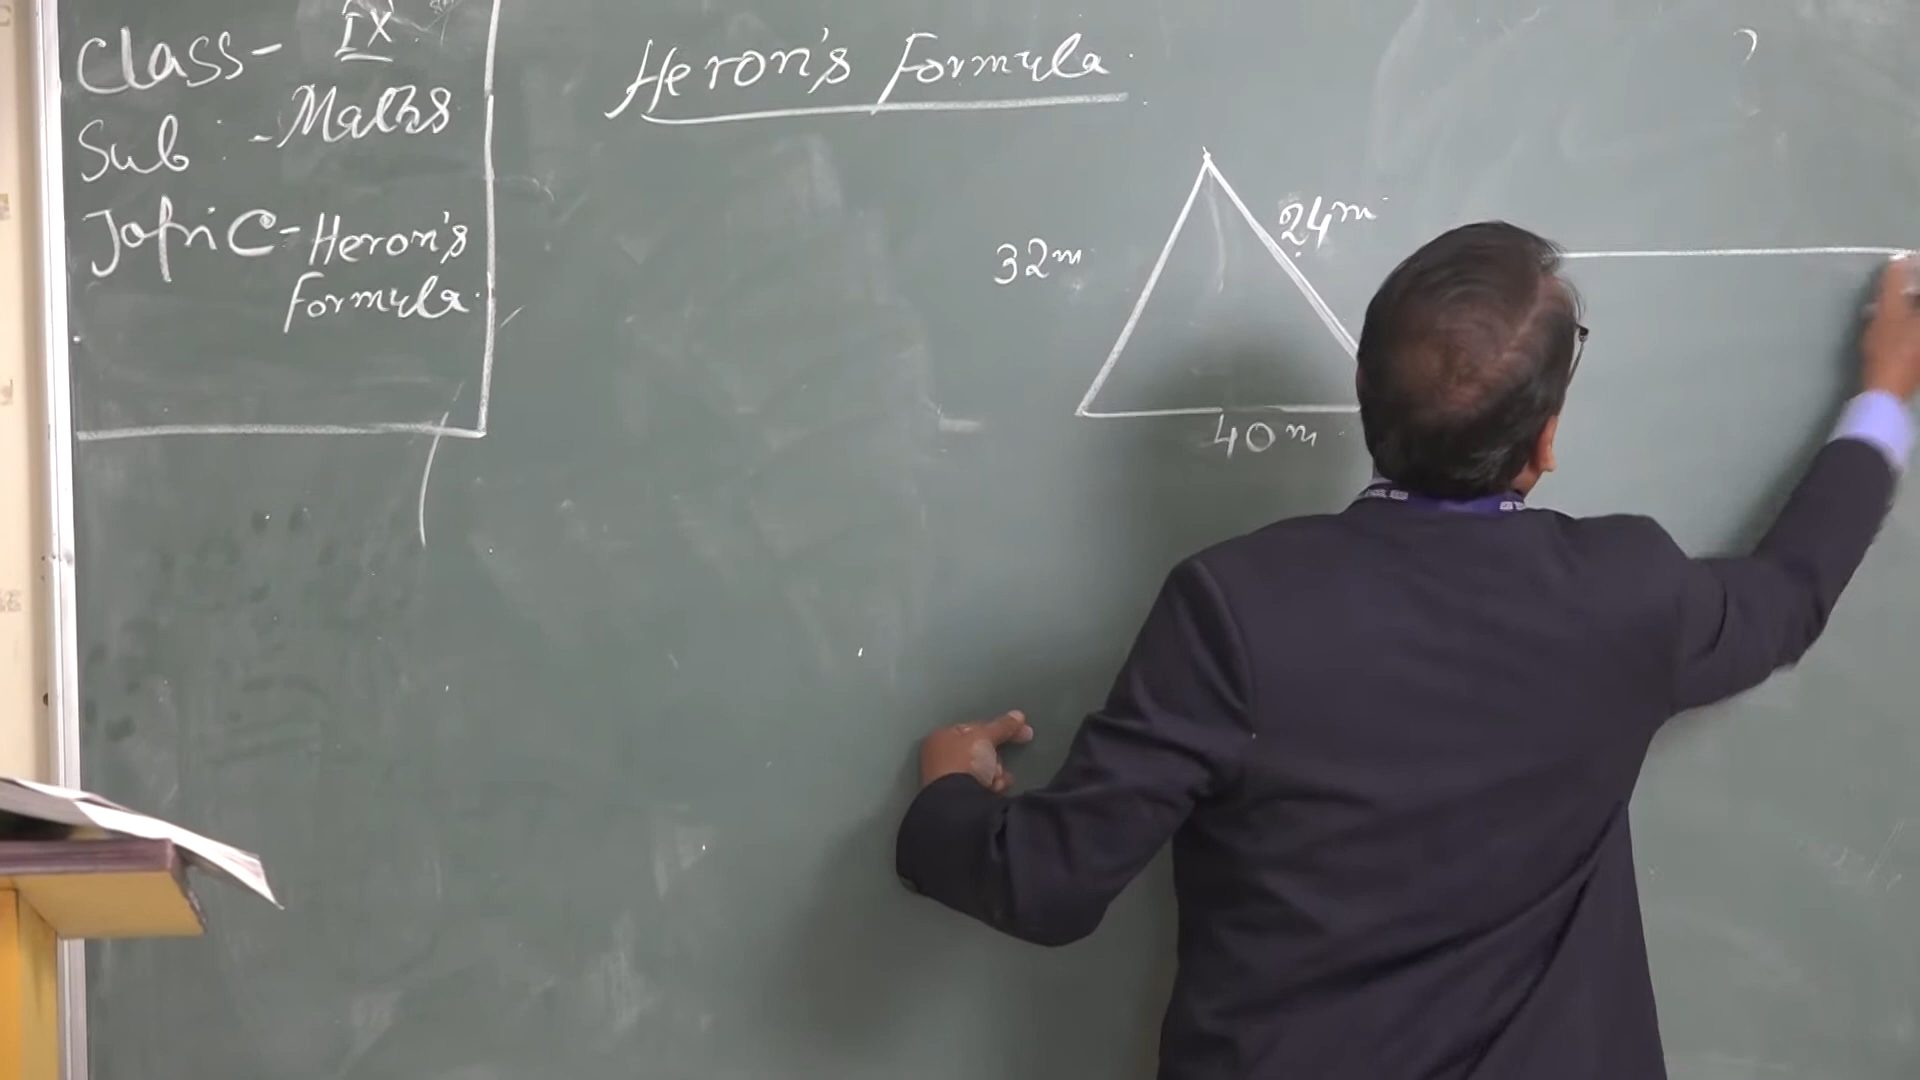 Class- IX
Sub :- Maths
Topic- Heron's
Formula.
Heron's Formula.
32m
24m
40m